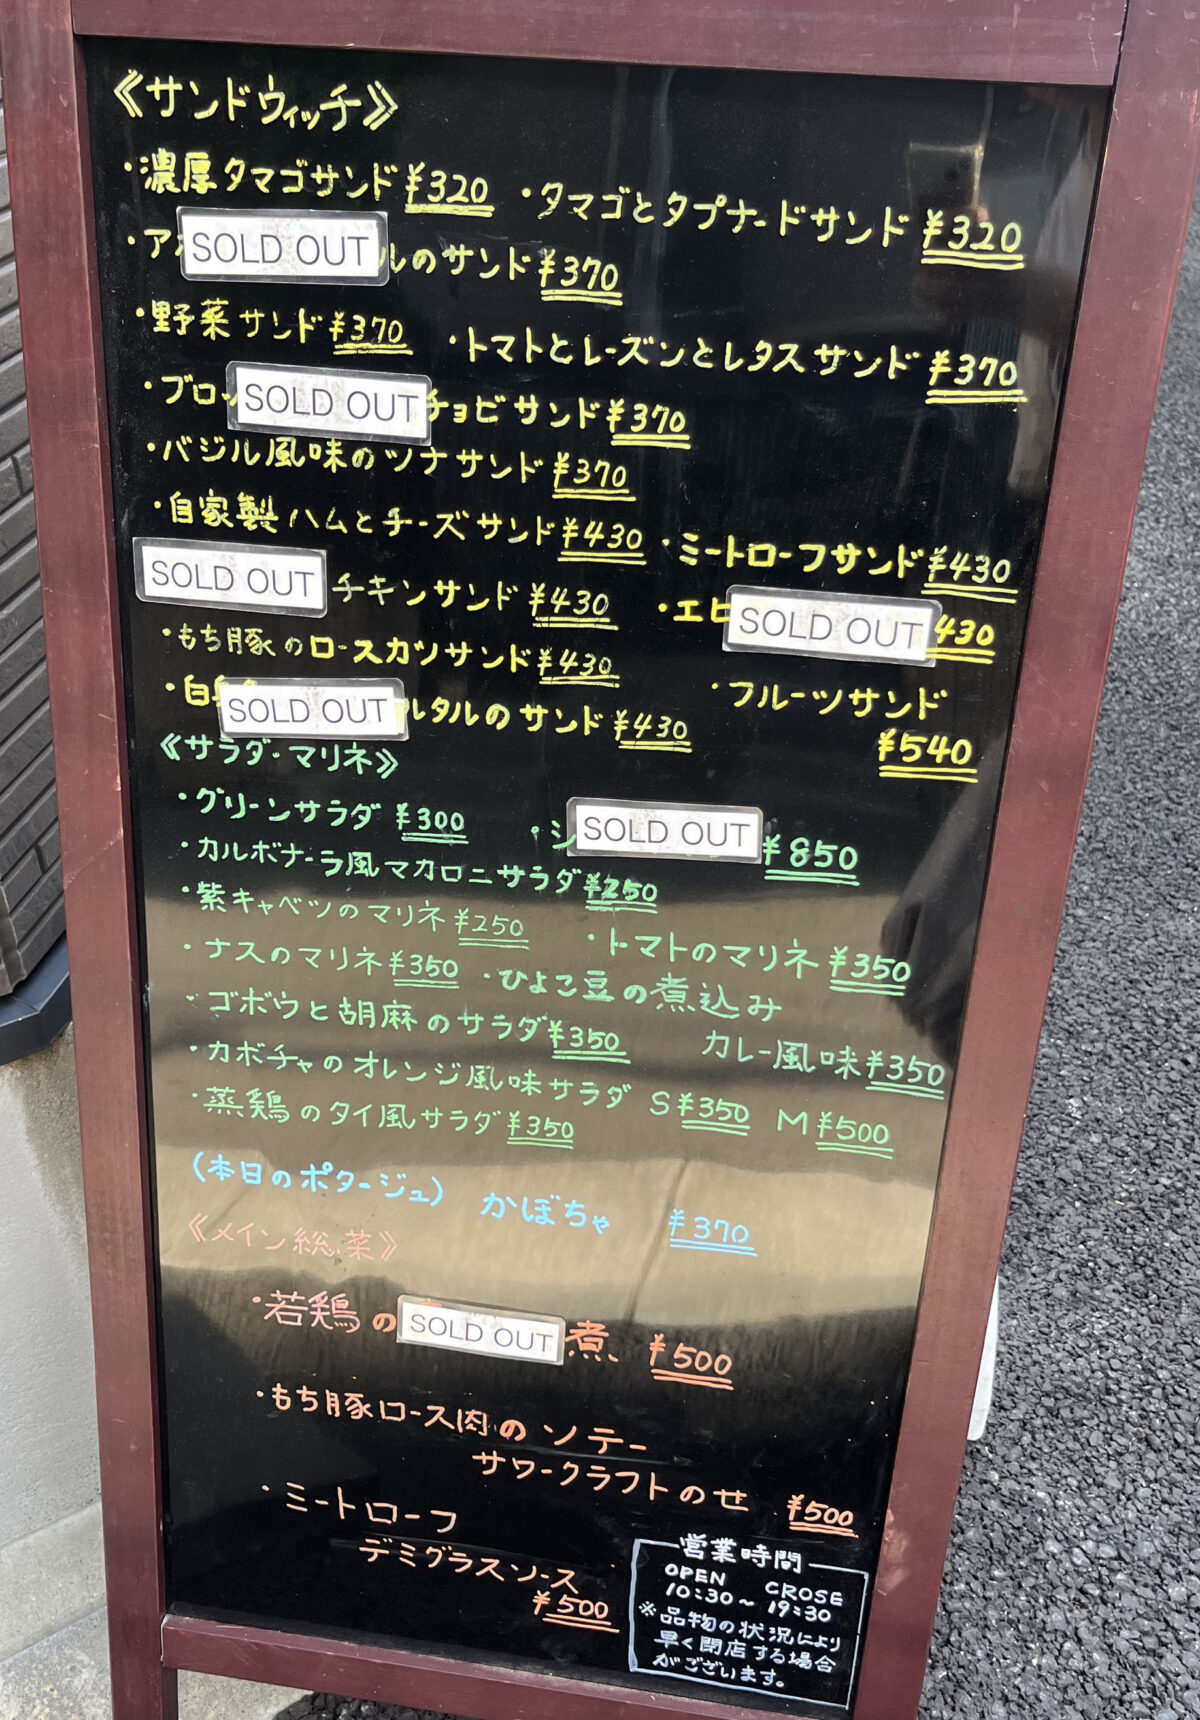 《サンドウィッチ》
・濃厚タマゴサンド ¥320 ・タマゴとタプナードサンド ¥320
・ア SOLD OUT ルのサンド ¥370
・野菜サンド ¥370 ・トマトとレーズンとレタスサンド ¥370
・ブロッ SOLD OUT チョビサンド ¥370
・バジル風味のツナサンド ¥370
・自家製ハムとチーズサンド ¥430 ・ミートローフサンド ¥430
SOLD OUT チキンサンド ¥430 ・エビ SOLD OUT 430
・もち豚のロースカツサンド ¥430
・白 SOLD OUT ルタルのサンド ¥430 ・フルーツサンド
¥540
《サラダ・マリネ》
・グリーンサラダ ¥300 ・シ SOLD OUT ¥850
・カルボナーラ風マカロニサラダ ¥250
・紫キャベツのマリネ ¥250 ・トマトのマリネ ¥350
・ナスのマリネ ¥350 ・ひよこ豆の煮込み
カレー風味 ¥350
・ゴボウと胡麻のサラダ ¥350
・カボチャのオレンジ風味サラダ S ¥350 M ¥500
・蒸鶏のタイ風サラダ ¥350
(本日のポタージュ) かぼちゃ ¥370
《メイン総菜》
・若鶏の SOLD OUT 煮 ¥500
・もち豚ロース肉のソテー
サワークラフトのせ ¥500
・ミートローフ
デミグラスソース
¥500
営業時間
OPEN CROSE
10:30〜19:30
※品物の状況により
早く閉店する場合
がございます。